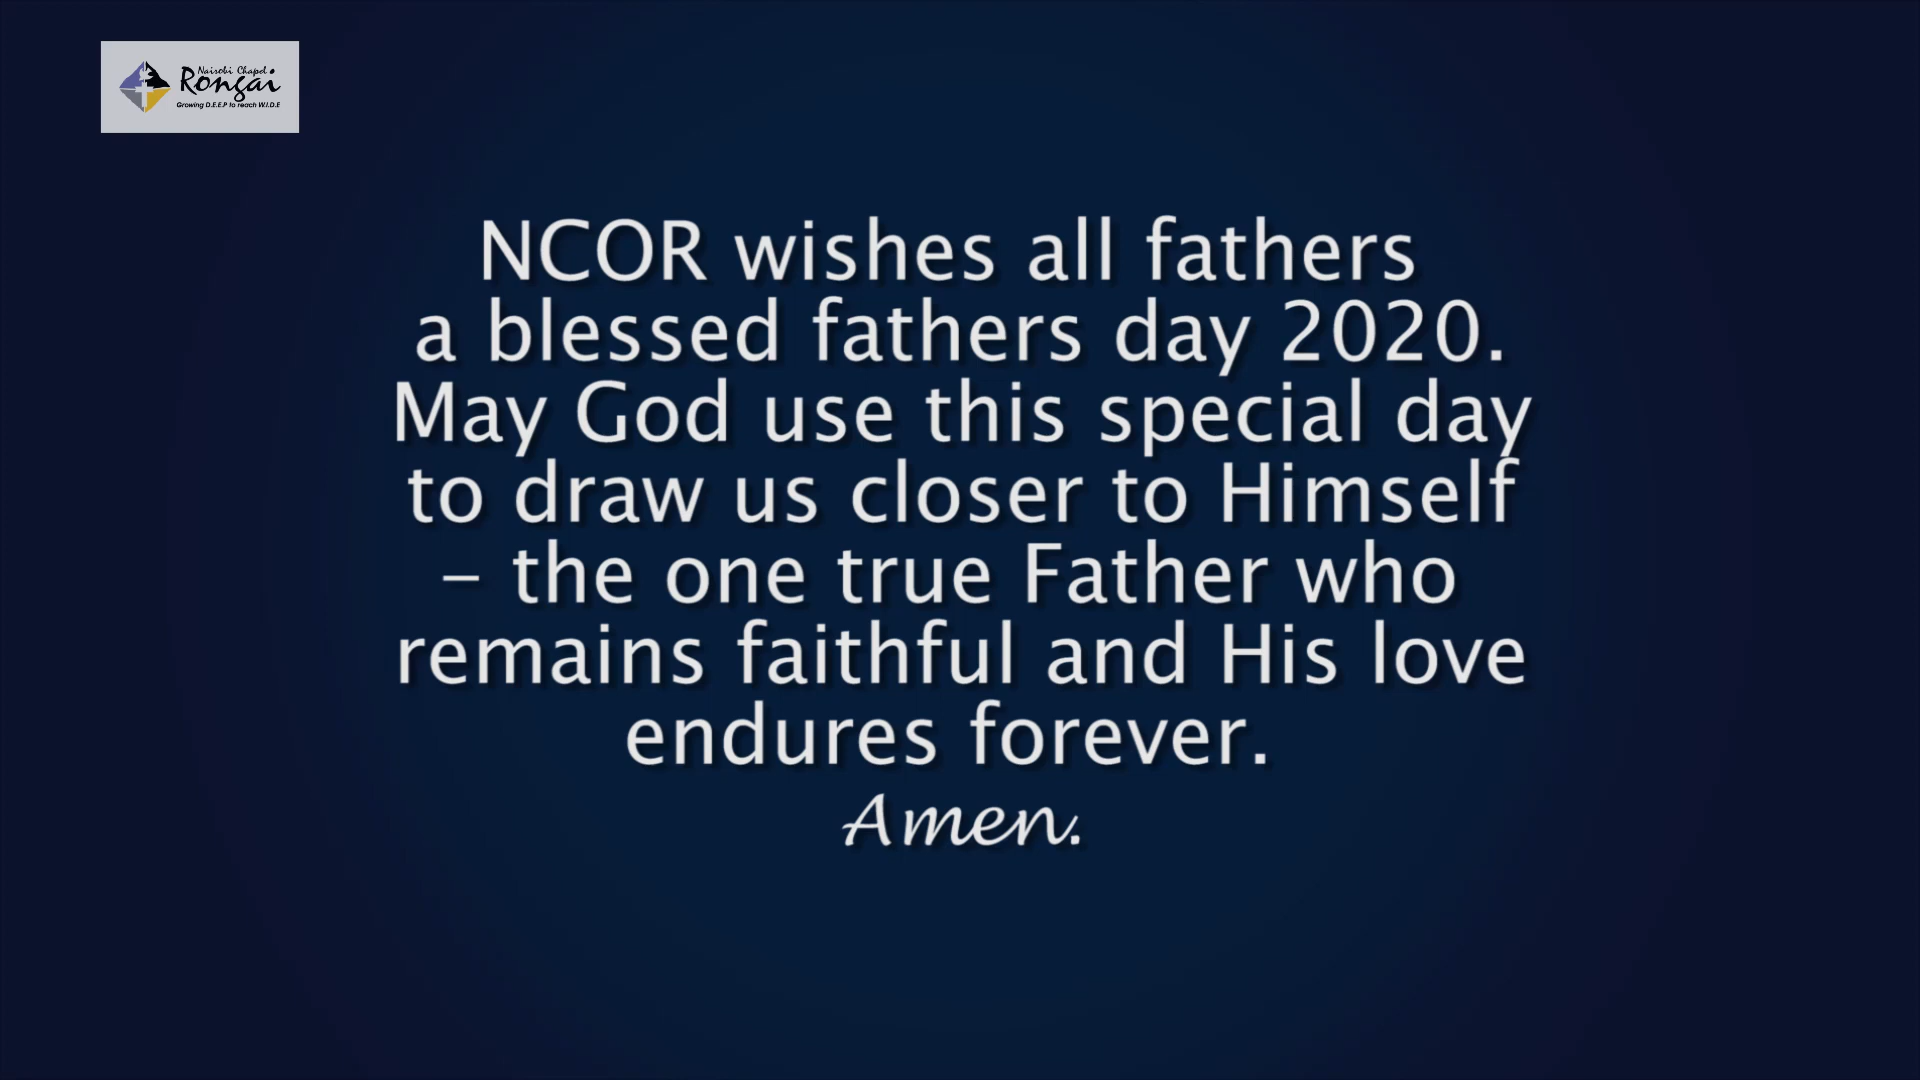 Nairobi Chapel
Rongai
Growing D.E.E.P to reach W.I.D.E
NCOR wishes all fathers
a blessed fathers day 2020.
May God use this special day
to draw us closer to Himself
– the one true Father who
remains faithful and His love
endures forever.
Amen.